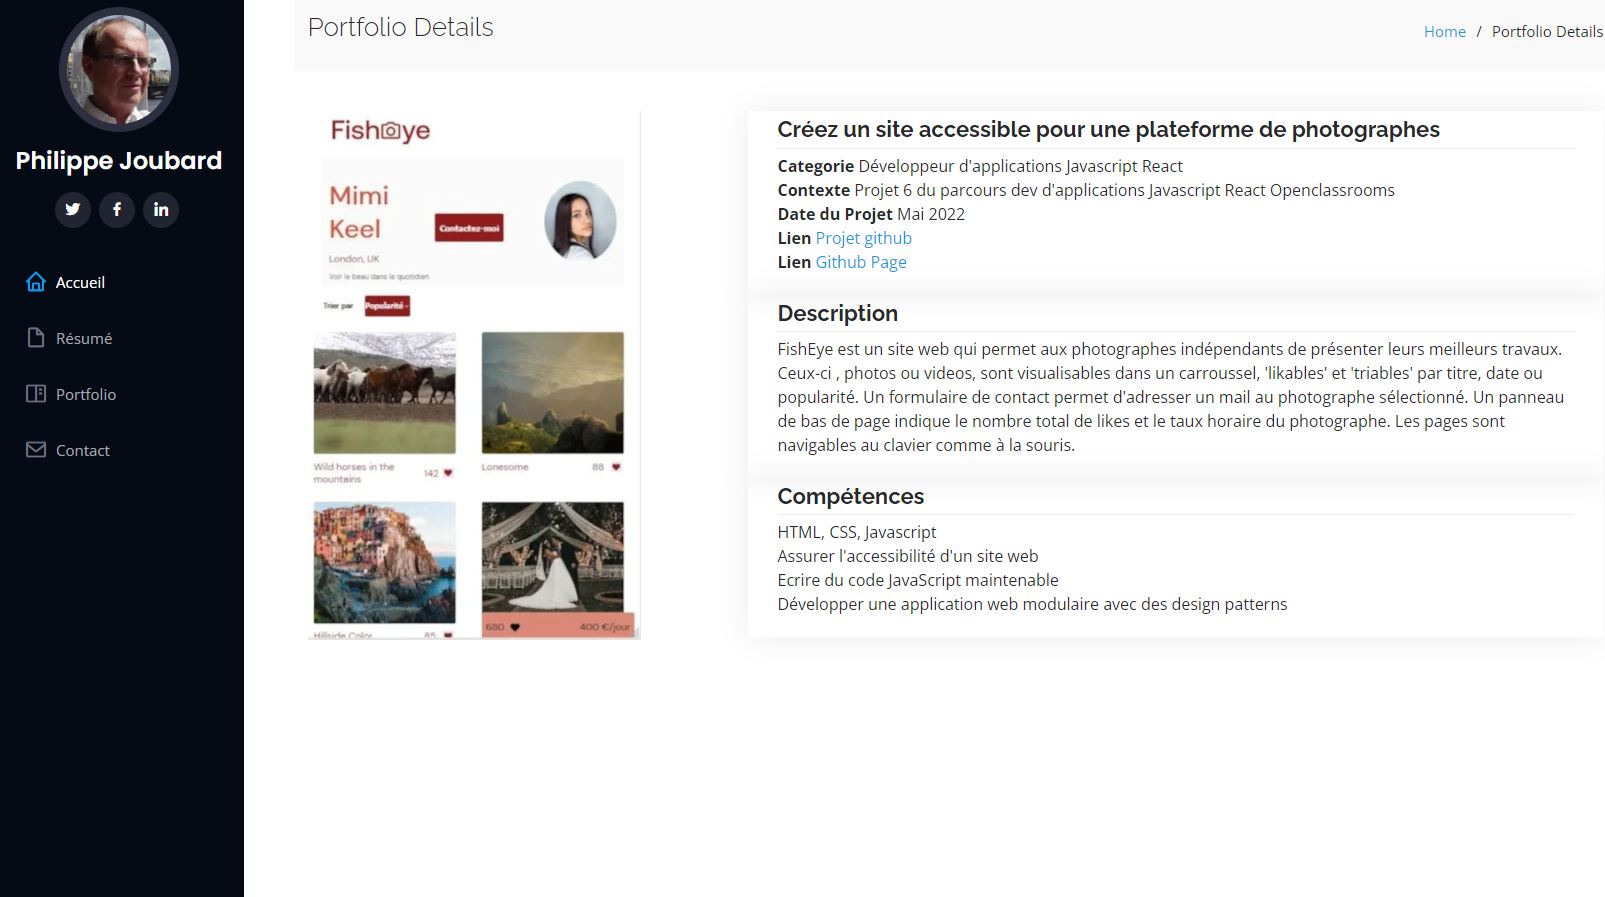 Philippe Joubard
Accueil
Résumé
Portfolio
Contact
Portfolio Details
Home / Portfolio Details
FishEye
Mimi
Keel
Contactez-moi
London, UK
Voir le beau dans le quotidien.
Trier par Popularité
Wild horses in the
mountains
142
Lonesome 88
Hillside Color 85
680 400 €/jour
Créez un site accessible pour une plateforme de photographes
Categorie Développeur d'applications Javascript React
Contexte Projet 6 du parcours dev d'applications Javascript React Openclassrooms
Date du Projet Mai 2022
Lien Projet github
Lien Github Page
Description
FishEye est un site web qui permet aux photographes indépendants de présenter leurs meilleurs travaux.
Ceux-ci , photos ou videos, sont visualisables dans un carroussel, 'likables' et 'triables' par titre, date ou
popularité. Un formulaire de contact permet d'adresser un mail au photographe sélectionné. Un panneau
de bas de page indique le nombre total de likes et le taux horaire du photographe. Les pages sont
navigables au clavier comme à la souris.
Compétences
HTML, CSS, Javascript
Assurer l'accessibilité d'un site web
Ecrire du code JavaScript maintenable
Développer une application web modulaire avec des design patterns